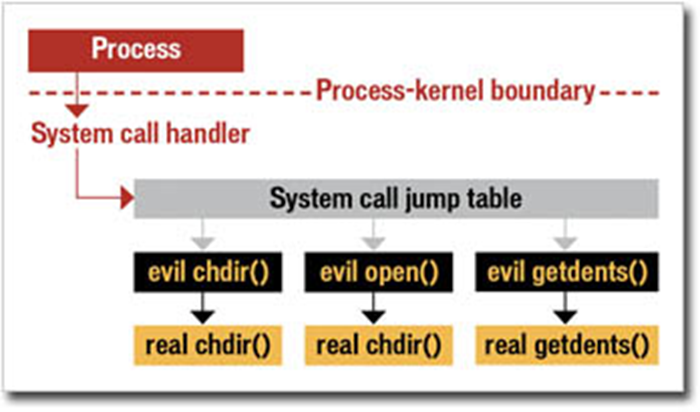 Process
Process-kernel boundary
System call handler
System call jump table
evil chdir() evil open() evil getdents()
real chdir() real chdir() real getdents()